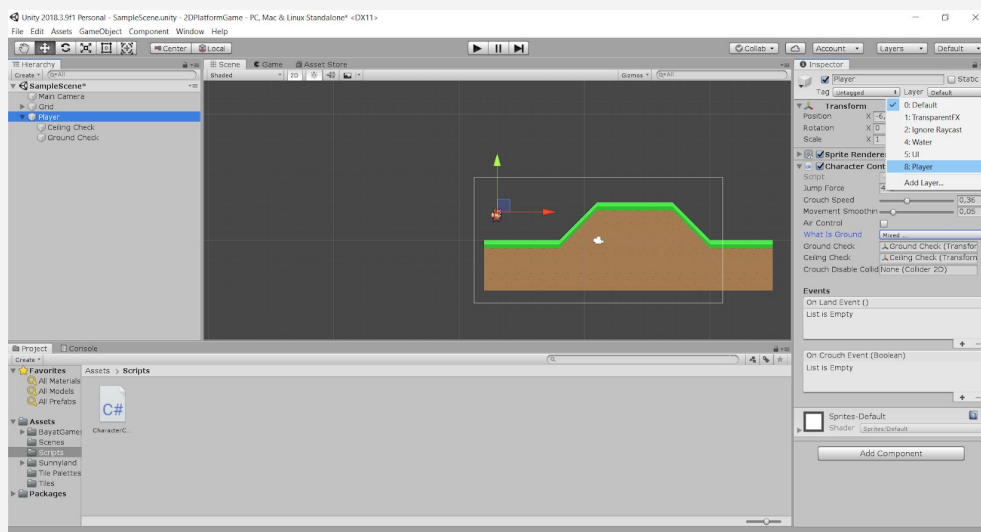 Unity 2018.3.9f1 Personal - SampleScene.unity - 2DPlatformGame - PC, Mac & Linux Standalone* <DX11>
File Edit Assets GameObject Component Window Help
Center Local Collab Account Layers Default
Hierarchy
Create All
SampleScene*
Main Camera
Grid
Player
Ceiling Check
Ground Check
Scene Game Asset Store
Shaded 2D Gizmos All
Inspector
Player Static
Tag Untagged Layer Default
0: Default
1: TransparentFX
2: Ignore Raycast
4: Water
5: UI
8: Player
Add Layer...
Transform
Position X -6,
Rotation X 0
Scale X 1
Sprite Rendere
Character Cont
Script
Jump Force 4
Crouch Speed 0,36
Movement Smoothin 0,05
Air Control
What Is Ground Mixed ...
Ground Check Ground Check (Transfor
Ceiling Check Ceiling Check (Transform
Crouch Disable Collid None (Collider 2D)
Events
On Land Event ()
List is Empty
+ -
On Crouch Event (Boolean)
List is Empty
+ -
Sprites-Default
Shader Sprites/Default
Add Component
Project Console
Create
Favorites
All Materials
All Models
All Prefabs
Assets
BayatGames
Scenes
Scripts
Sunnyland
Tile Palettes
Tiles
Packages
Assets > Scripts
C#
CharacterC...